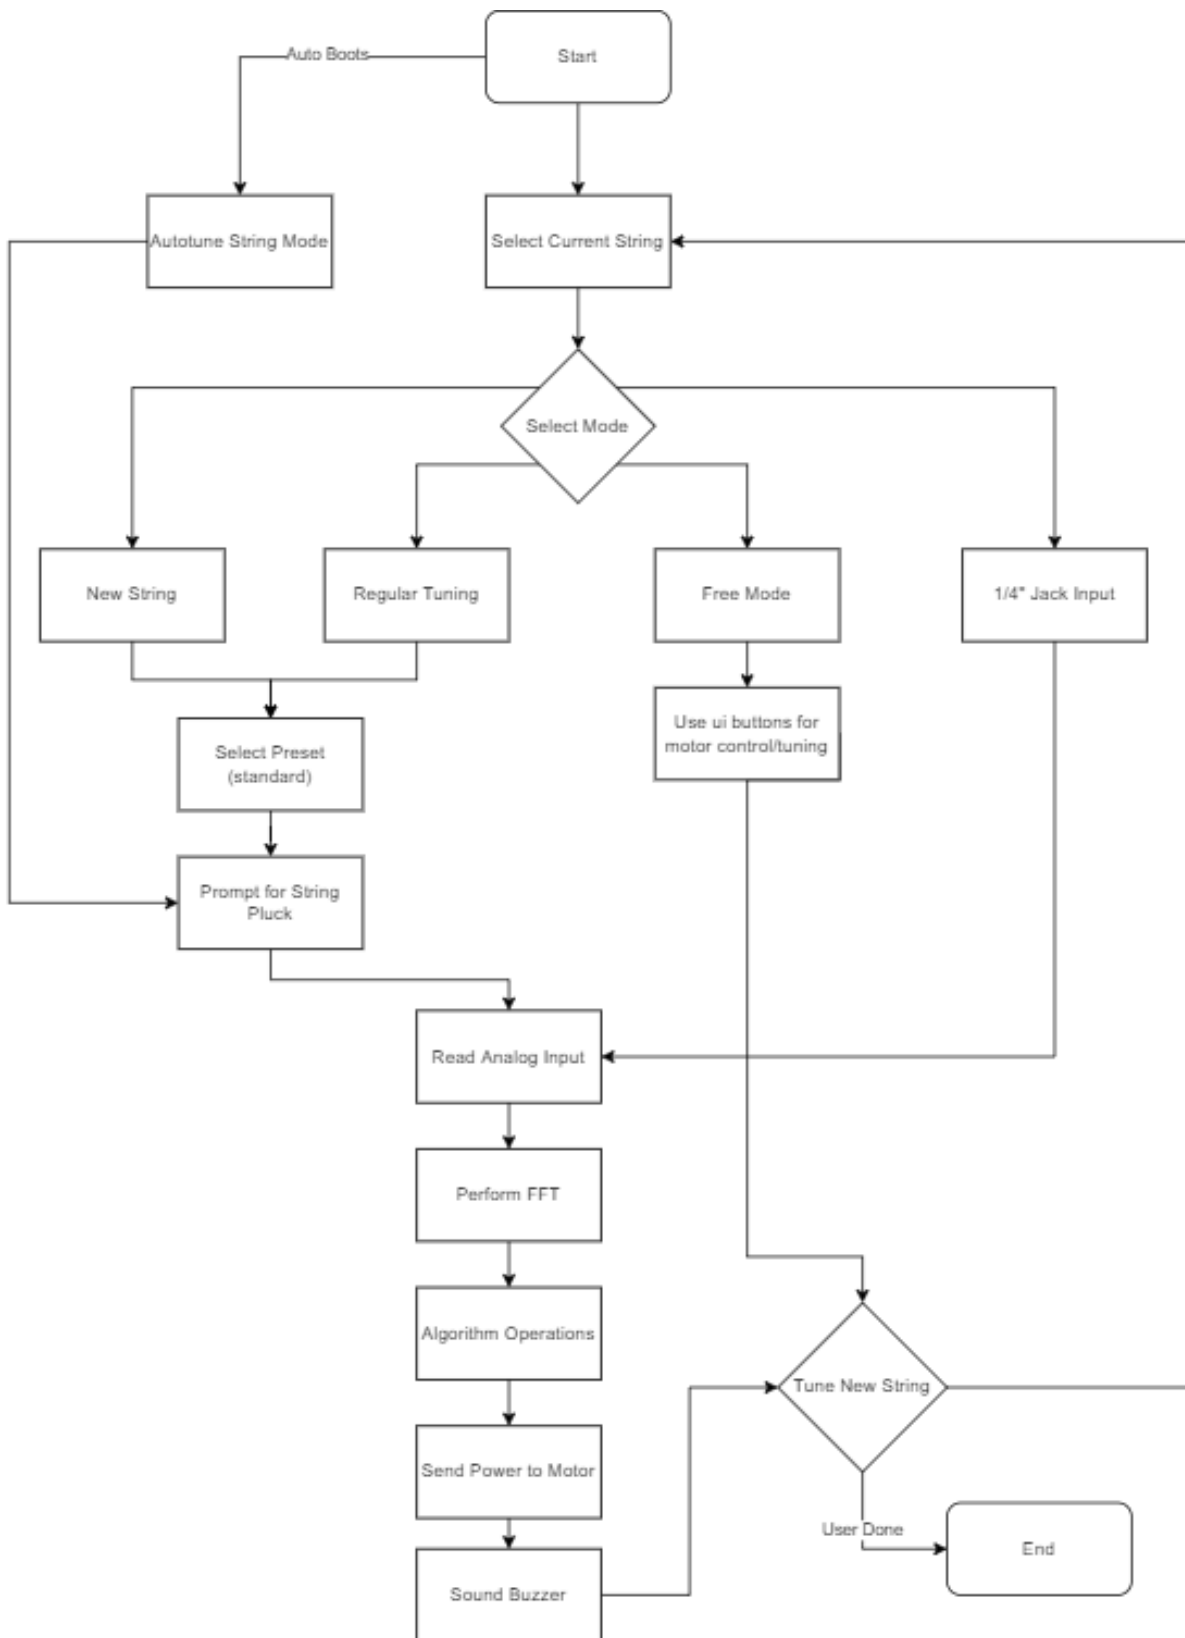 Start
Auto Boots
Autotune String Mode
Select Current String
Select Mode
New String
Regular Tuning
Free Mode
1/4" Jack Input
Select Preset
(standard)
Use ui buttons for
motor control/tuning
Prompt for String
Pluck
Read Analog Input
Perform FFT
Algorithm Operations
Tune New String
Send Power to Motor
User Done
End
Sound Buzzer